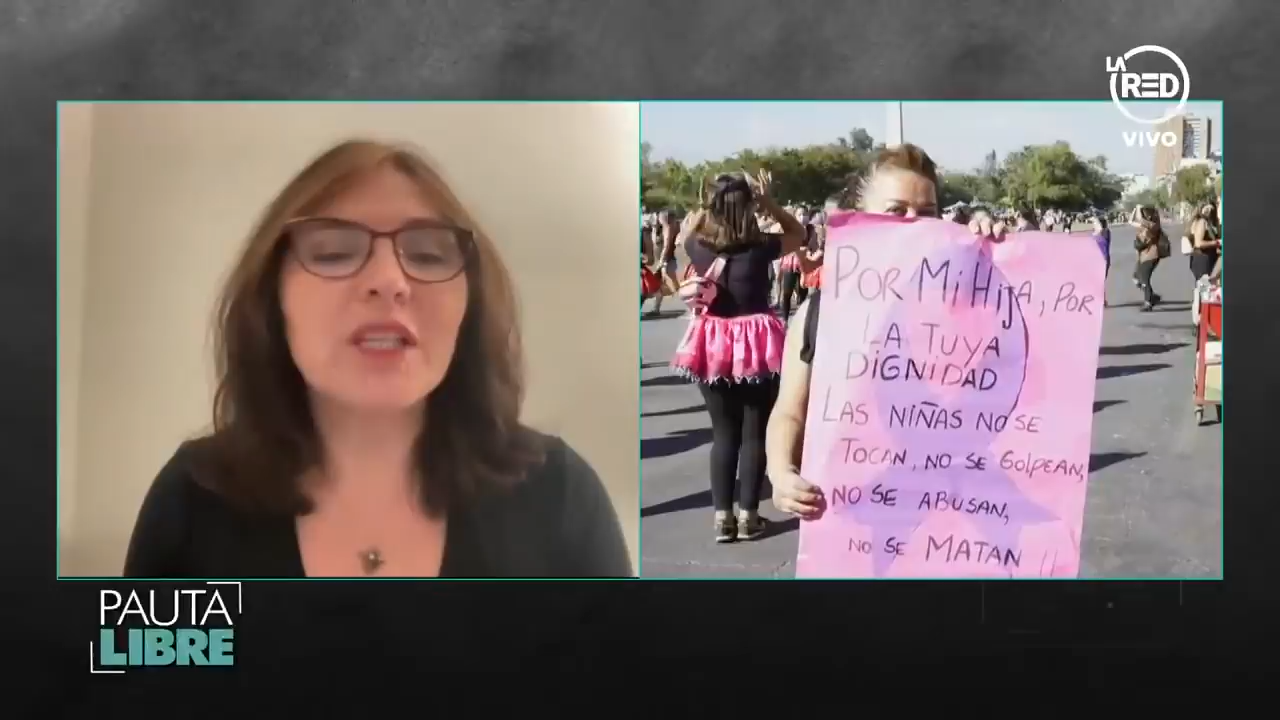 LA
RED
VIVO
POR Mi HijA, POR
LA TUYA
DiGNiDAD
LAS NIÑAS NO SE
TOCAN, NO SE GOLPEAN,
NO SE ABUSAN,
NO SE MATAN !!
PAUTA
LIBRE